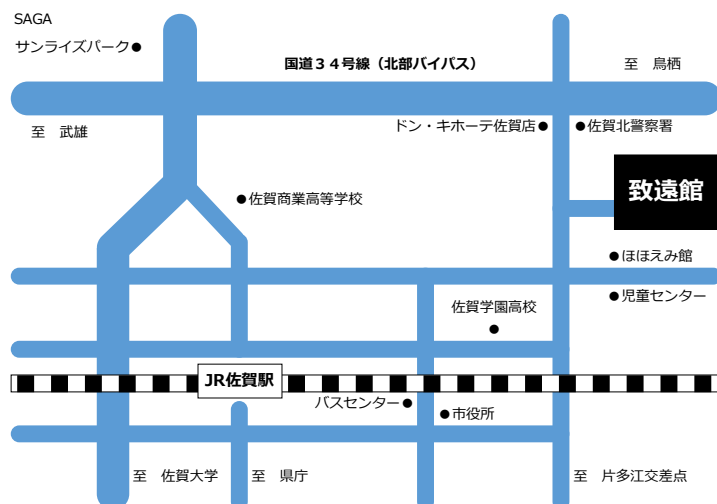 SAGA
サンライズパーク
国道３４号線（北部バイパス）
至　鳥栖
至　武雄
ドン・キホーテ佐賀店
佐賀北警察署
致遠館
佐賀商業高等学校
ほほえみ館
児童センター
佐賀学園高校
JR佐賀駅
バスセンター
市役所
至　佐賀大学
至　県庁
至　片多江交差点